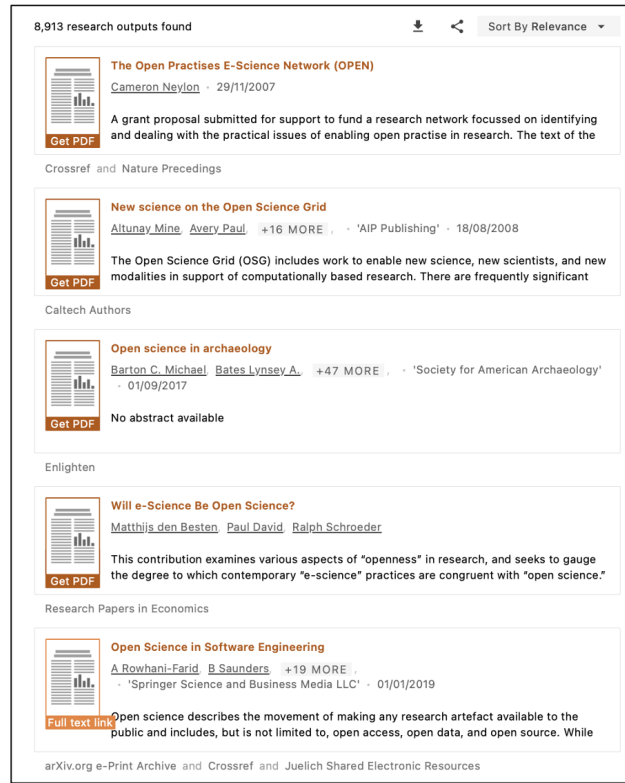 8,913 research outputs found
Sort By Relevance
The Open Practises E-Science Network (OPEN)
Cameron Neylon · 29/11/2007
A grant proposal submitted for support to fund a research network focussed on identifying
and dealing with the practical issues of enabling open practise in research. The text of the
Get PDF
Crossref and Nature Precedings
New science on the Open Science Grid
Altunay Mine, Avery Paul, +16 MORE , · 'AIP Publishing' · 18/08/2008
The Open Science Grid (OSG) includes work to enable new science, new scientists, and new
modalities in support of computationally based research. There are frequently significant
Get PDF
Caltech Authors
Open science in archaeology
Barton C. Michael, Bates Lynsey A., +47 MORE , · 'Society for American Archaeology'
· 01/09/2017
No abstract available
Get PDF
Enlighten
Will e-Science Be Open Science?
Matthijs den Besten, Paul David, Ralph Schroeder
This contribution examines various aspects of “openness” in research, and seeks to gauge
the degree to which contemporary “e-science” practices are congruent with “open science.”
Get PDF
Research Papers in Economics
Open Science in Software Engineering
A Rowhani-Farid, B Saunders, +19 MORE ,
· 'Springer Science and Business Media LLC' · 01/01/2019
Open science describes the movement of making any research artefact available to the
public and includes, but is not limited to, open access, open data, and open source. While
Full text link
arXiv.org e-Print Archive and Crossref and Juelich Shared Electronic Resources